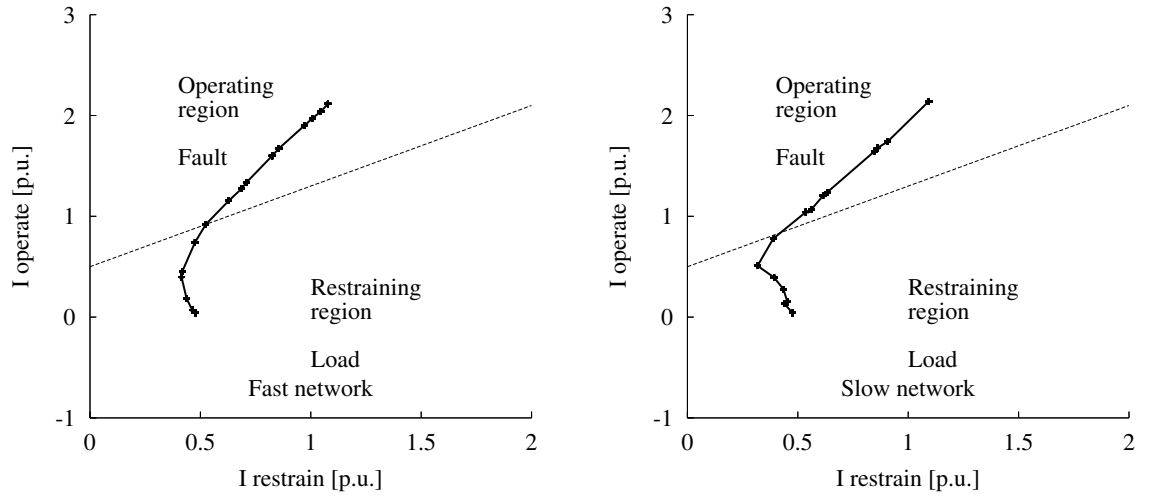 3
2
1
0
-1
0
0.5
1
1.5
2
I operate [p.u.]
I restrain [p.u.]
Operating
region
Fault
Restraining
region
Load
Fast network
3
2
1
0
-1
0
0.5
1
1.5
2
I operate [p.u.]
I restrain [p.u.]
Operating
region
Fault
Restraining
region
Load
Slow network